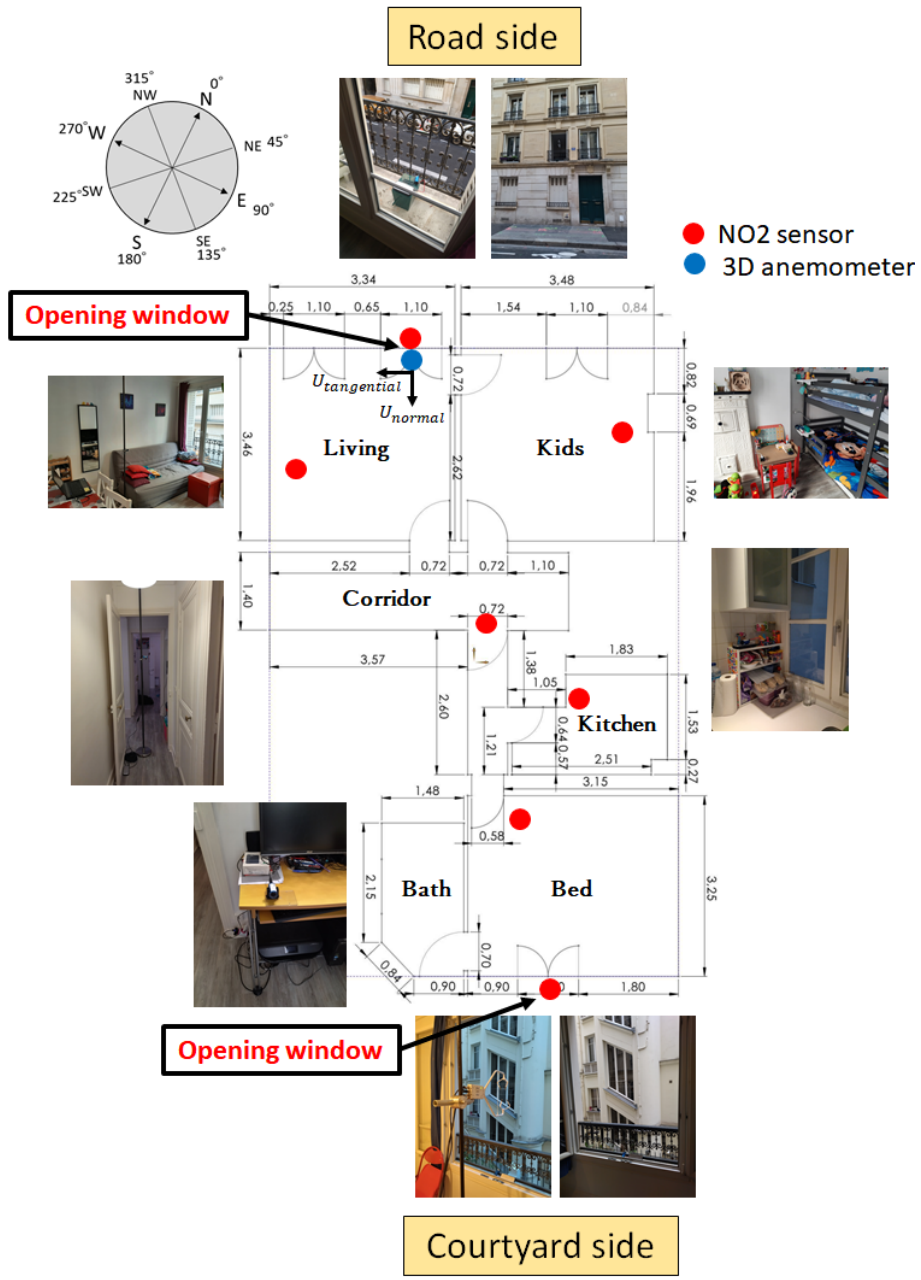 Road side
315°
NW
0°
N
270° W
NE 45°
225° SW
E 90°
S
180°
SE
135°
NO2 sensor
3D anemometer
3,34
3,48
0,25
1,10
0,65
1,10
1,54
1,10
0,84
Opening window
U tangential
U normal
0,72
0,82
0,69
3,46
Living
2,62
Kids
1,96
2,52
0,72
0,72
1,10
1,40
Corridor
0,72
3,57
1,38
1,83
2,60
1,05
Kitchen
1,53
1,21
0,64
0,57
2,51
0,27
3,15
1,48
0,58
2,15
Bath
Bed
3,25
0,70
0,84
0,90
0,90
1,80
Opening window
Courtyard side